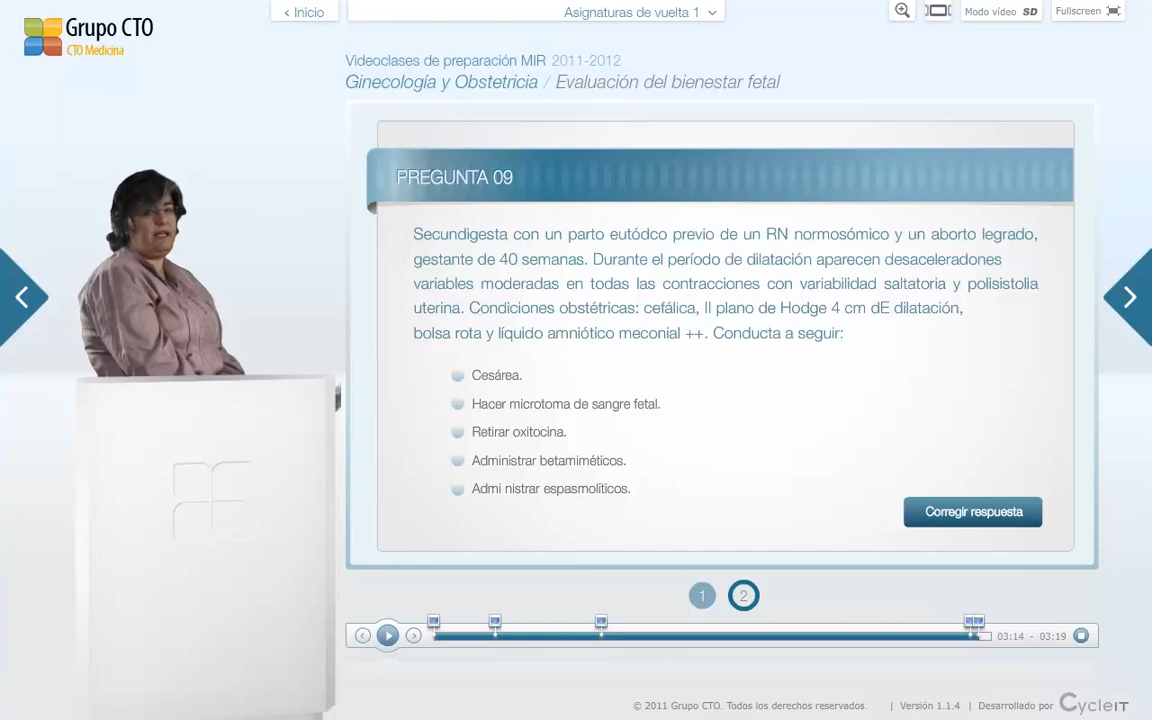 Grupo CTO
CTO Medicina
‹ Inicio
Asignaturas de vuelta 1
Modo vídeo SD
Fullscreen
Videoclases de preparación MIR 2011-2012
Ginecología y Obstetricia / Evaluación del bienestar fetal
PREGUNTA 09
Secundigesta con un parto eutódco previo de un RN normosómico y un aborto legrado,
gestante de 40 semanas. Durante el período de dilatación aparecen desaceleradones
variables moderadas en todas las contracciones con variabilidad saltatoria y polisistolia
uterina. Condiciones obstétricas: cefálica, II plano de Hodge 4 cm dE dilatación,
bolsa rota y líquido amniótico meconial ++. Conducta a seguir:
Cesárea.
Hacer microtoma de sangre fetal.
Retirar oxitocina.
Administrar betamiméticos.
Admi nistrar espasmolíticos.
Corregir respuesta
1 2
03:14 - 03:19
© 2011 Grupo CTO. Todos los derechos reservados. | Versión 1.1.4 | Desarrollado por CycleIT